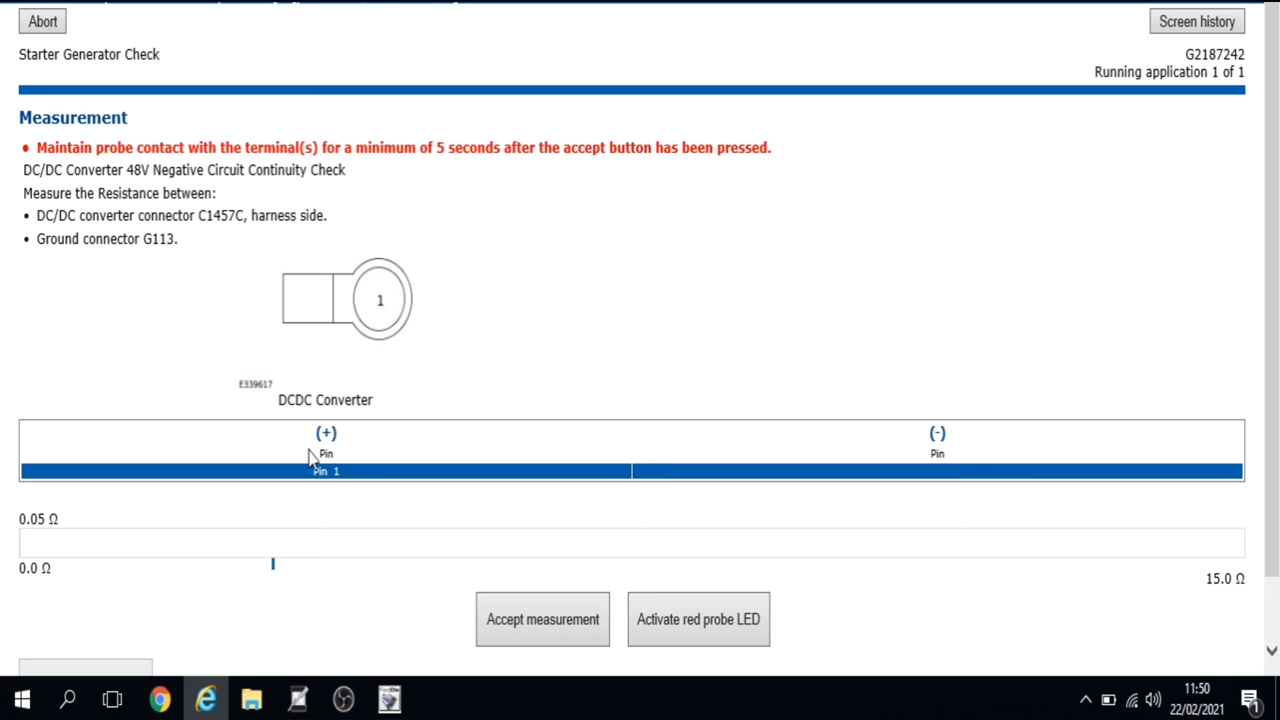 Abort
Screen history
Starter Generator Check
G2187242
Running application 1 of 1
Measurement
• Maintain probe contact with the terminal(s) for a minimum of 5 seconds after the accept button has been pressed.
DC/DC Converter 48V Negative Circuit Continuity Check
Measure the Resistance between:
• DC/DC converter connector C1457C, harness side.
• Ground connector G113.
1
E339617
DCDC Converter
(+) (-)
Pin Pin
Pin 1
0.05 Ω
0.0 Ω
15.0 Ω
Accept measurement Activate red probe LED
11:50
22/02/2021
1